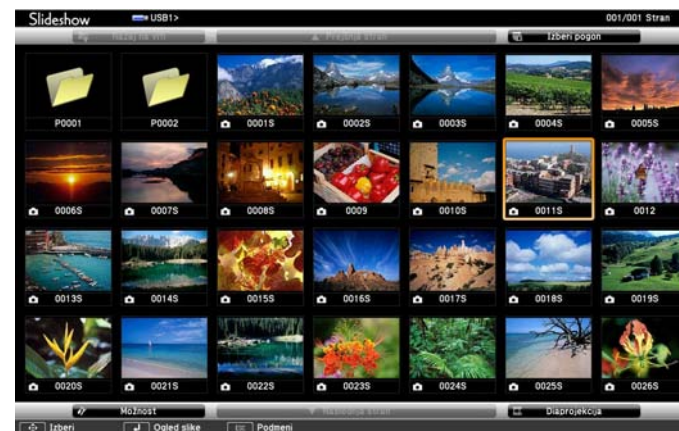 Slideshow USB1> 001/001 Stran
Nazaj na vrh Prejšnja stran Izberi pogon
P0001 P0002 0001S 0002S 0003S 0004S 0005S
0006S 0007S 0008S 0009 0010S 0011S 0012
0013S 0014S 0015S 0016S 0017S 0018S 0019S
0020S 0021S 0022S 0023S 0024S 0025S 0026S
Možnost Naslednja stran Diaprojekcija
Izberi Ogled slike Podmeni